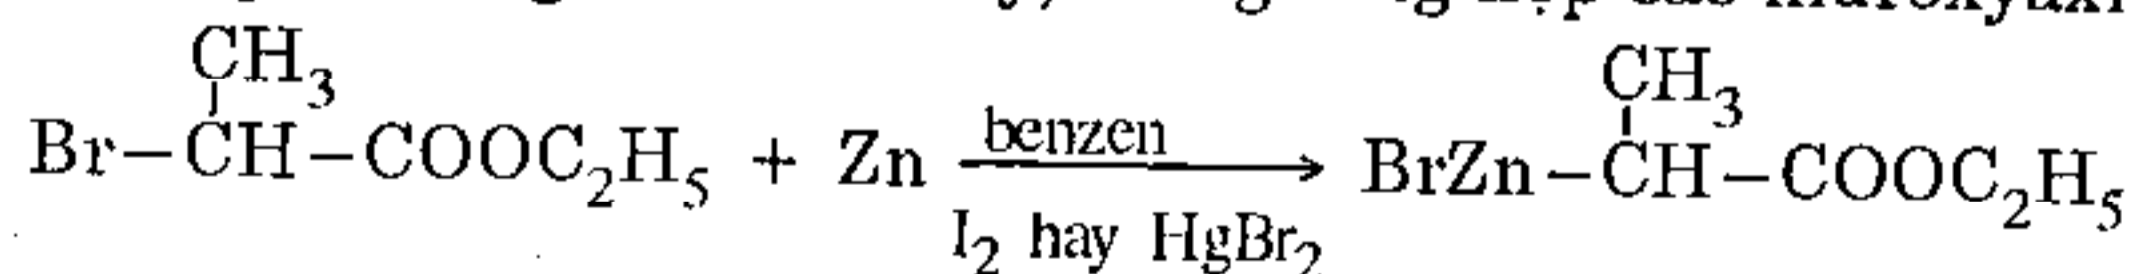 CH₃ CH₃
Br–CH–COOC₂H₅ + Zn benzen → BrZn–CH–COOC₂H₅
I₂ hay HgBr₂